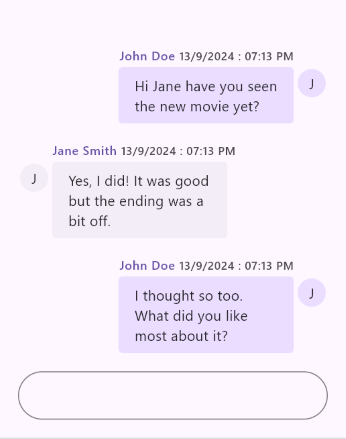 John Doe 13/9/2024 : 07:13 PM
Hi Jane have you seen
the new movie yet?
J
Jane Smith 13/9/2024 : 07:13 PM
J
Yes, I did! It was good
but the ending was a
bit off.
John Doe 13/9/2024 : 07:13 PM
I thought so too.
What did you like
most about it?
J